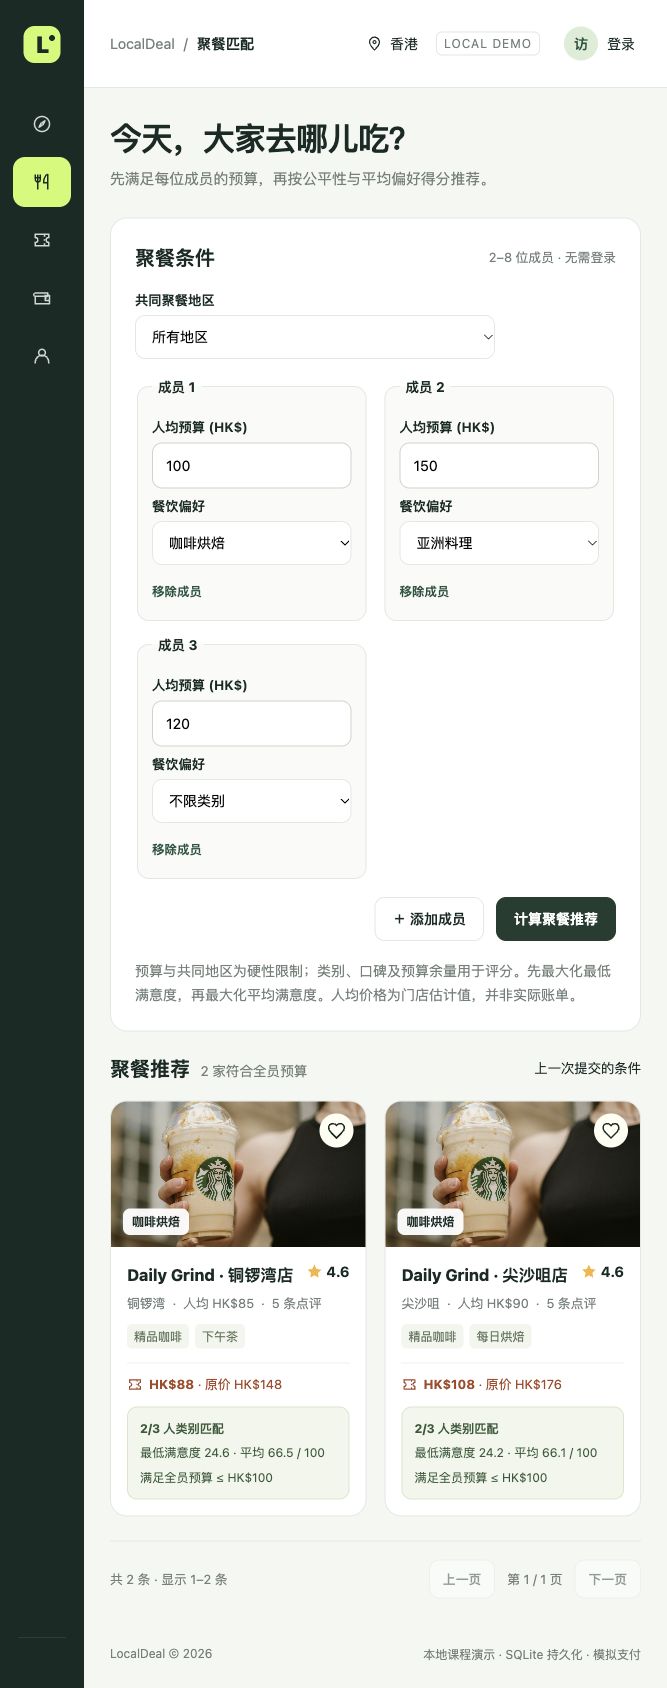 L
LocalDeal / 聚餐匹配
香港
LOCAL DEMO
访
登录
今天，大家去哪儿吃？
先满足每位成员的预算，再按公平性与平均偏好得分推荐。
聚餐条件
2–8 位成员 · 无需登录
共同聚餐地区
所有地区
成员 1
人均预算 (HK$)
100
餐饮偏好
咖啡烘焙
移除成员
成员 2
人均预算 (HK$)
150
餐饮偏好
亚洲料理
移除成员
成员 3
人均预算 (HK$)
120
餐饮偏好
不限类别
移除成员
+ 添加成员
计算聚餐推荐
预算与共同地区为硬性限制；类别、口碑及预算余量用于评分。先最大化最低
满意度，再最大化平均满意度。人均价格为门店估计值，并非实际账单。
聚餐推荐 2 家符合全员预算
上一次提交的条件
咖啡烘焙
Daily Grind · 铜锣湾店 4.6
铜锣湾 · 人均 HK$85 · 5 条点评
精品咖啡 下午茶
HK$88 · 原价 HK$148
2/3 人类别匹配
最低满意度 24.6 · 平均 66.5 / 100
满足全员预算 ≤ HK$100
咖啡烘焙
Daily Grind · 尖沙咀店 4.6
尖沙咀 · 人均 HK$90 · 5 条点评
精品咖啡 每日烘焙
HK$108 · 原价 HK$176
2/3 人类别匹配
最低满意度 24.2 · 平均 66.1 / 100
满足全员预算 ≤ HK$100
共 2 条 · 显示 1–2 条
上一页
第 1 / 1 页
下一页
LocalDeal © 2026
本地课程演示 · SQLite 持久化 · 模拟支付